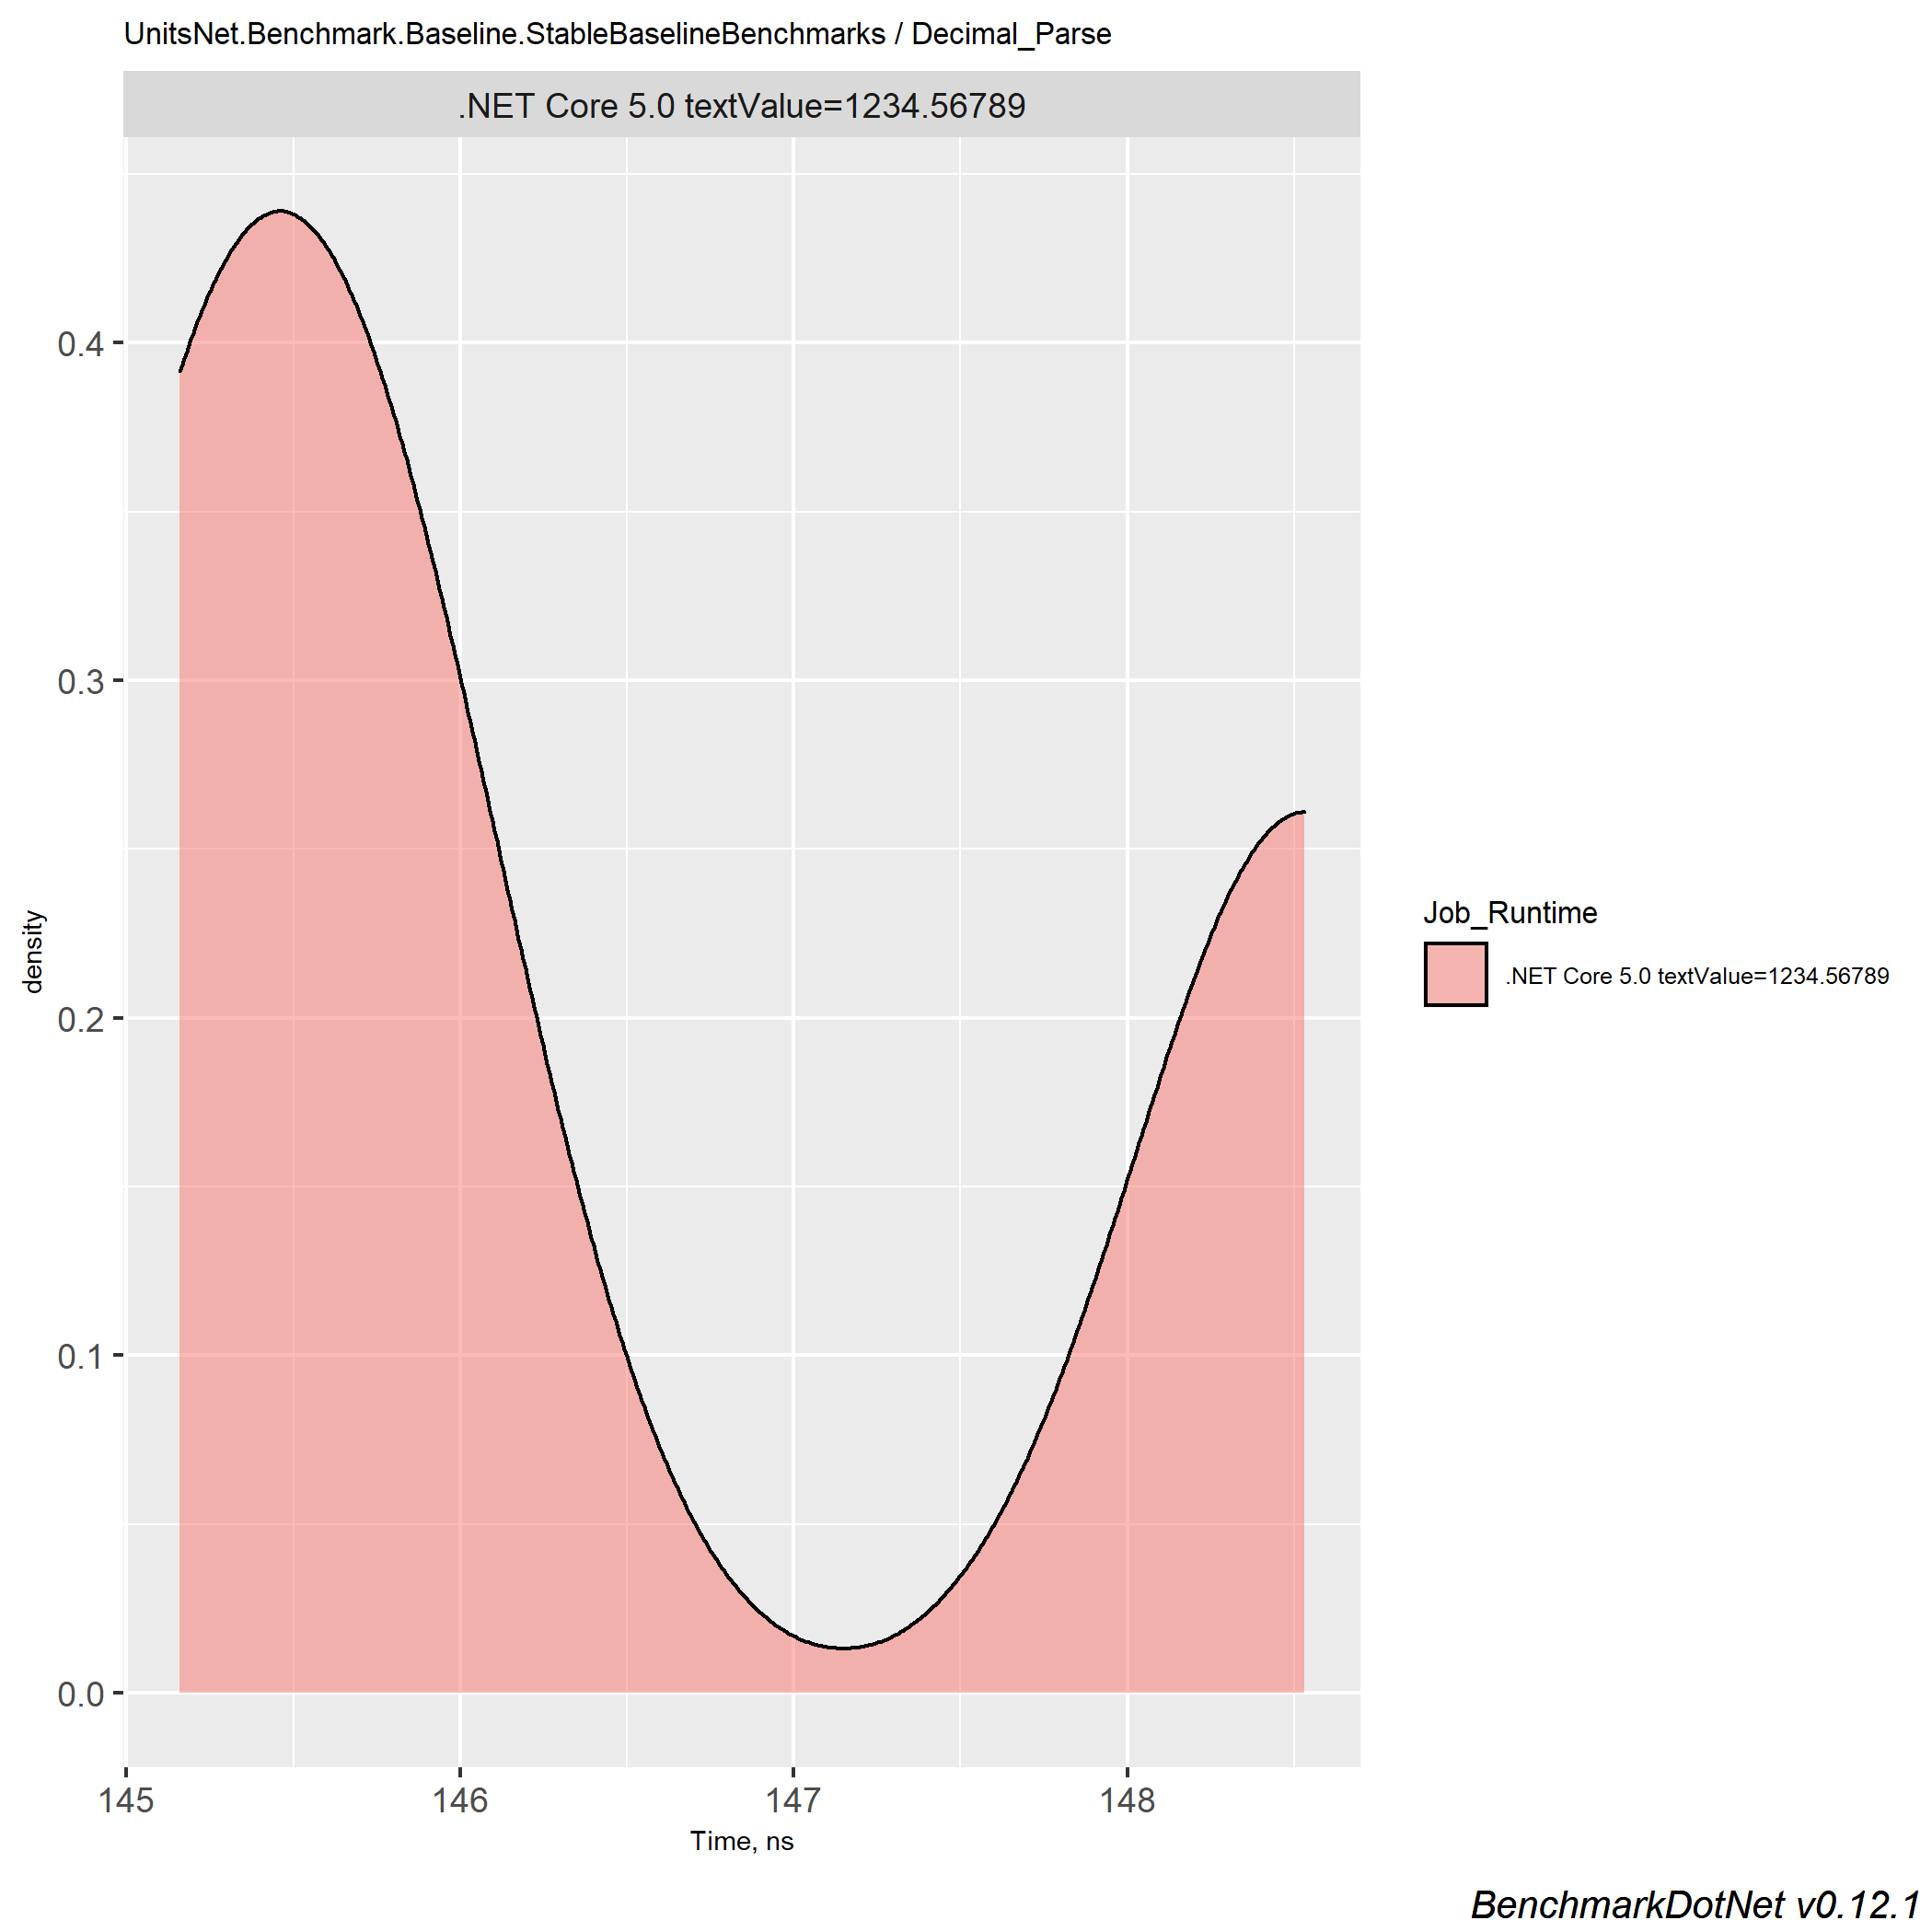 UnitsNet.Benchmark.Baseline.StableBaselineBenchmarks / Decimal_Parse
.NET Core 5.0 textValue=1234.56789
0.4
0.3
0.2
0.1
0.0
density
145 146 147 148
Time, ns
Job_Runtime
.NET Core 5.0 textValue=1234.56789
BenchmarkDotNet v0.12.1